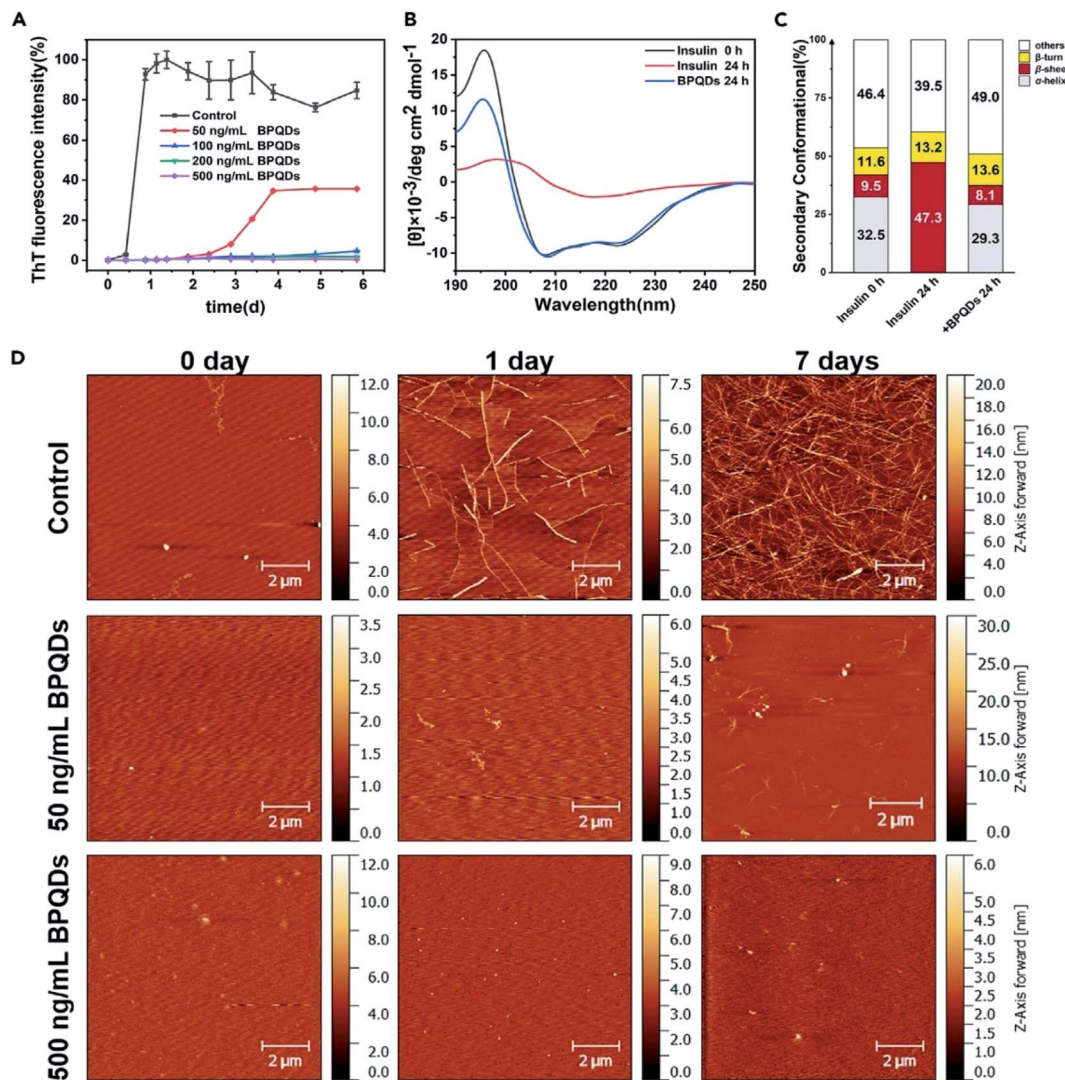 A
ThT fluorescence intensity(%)
120
100
80
60
40
20
0
Control
50 ng/mL BPQDs
100 ng/mL BPQDs
200 ng/mL BPQDs
500 ng/mL BPQDs
0 1 2 3 4 5 6
time(d)
B
[θ]×10-3/deg cm2 dmol-1
20
15
10
5
0
-5
-10
Insulin 0 h
Insulin 24 h
BPQDs 24 h
190 200 210 220 230 240 250
Wavelength(nm)
C
Secondary Conformational(%)
100
75
50
25
0
others
β-turn
β-shee
α-helix
46.4 39.5 49.0
11.6 13.2 13.6
9.5 47.3 8.1
32.5 29.3
Insulin 0 h
Insulin 24 h
+BPQDs 24 h
D
0 day 1 day 7 days
Control
2 µm
12.0
10.0
8.0
6.0
4.0
2.0
0.0
2 µm
7.5
6.0
5.0
4.0
3.0
2.0
0.0
2 µm
20.0
18.0
16.0
14.0
12.0
10.0
8.0
6.0
4.0
2.0
0.0
Z-Axis forward [nm]
50 ng/mL BPQDs
2 µm
3.5
3.0
2.5
2.0
1.5
1.0
0.0
2 µm
6.0
5.0
4.5
4.0
3.5
3.0
2.5
2.0
1.5
1.0
0.0
2 µm
30.0
25.0
20.0
15.0
10.0
0.0
Z-Axis forward [nm]
500 ng/mL BPQDs
2 µm
12.0
10.0
8.0
6.0
4.0
2.0
0.0
2 µm
9.0
8.0
7.0
6.0
5.0
4.0
3.0
2.0
0.0
2 µm
6.0
5.0
4.5
4.0
3.5
3.0
2.5
2.0
1.5
1.0
0.0
Z-Axis forward [nm]